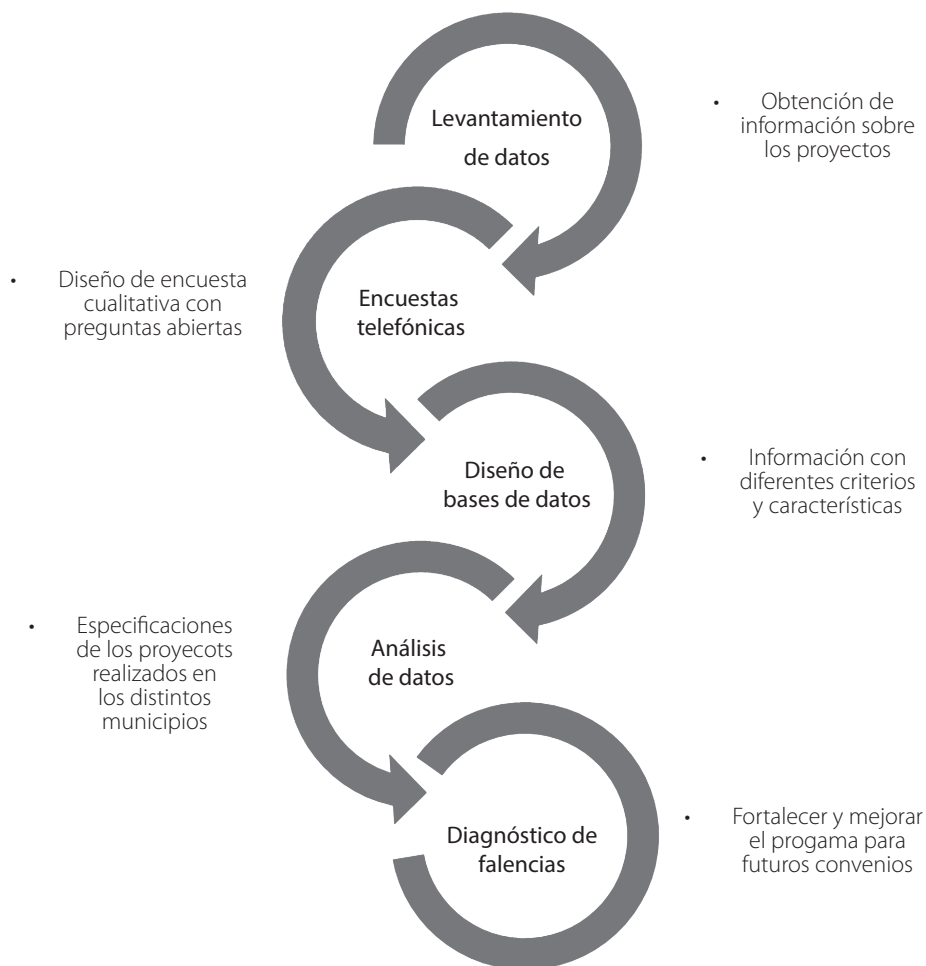 Levantamiento
de datos
• Obtención de
información sobre
los proyectos
Encuestas
telefónicas
• Diseño de encuesta
cualitativa con
preguntas abiertas
Diseño de
bases de datos
• Información con
diferentes criterios
y característícas
Análisis
de datos
• Especificaciones
de los proyecots
realizados en
los distintos
municipios
Diagnóstico de
falencias
• Fortalecer y mejorar
el progama para
futuros convenios